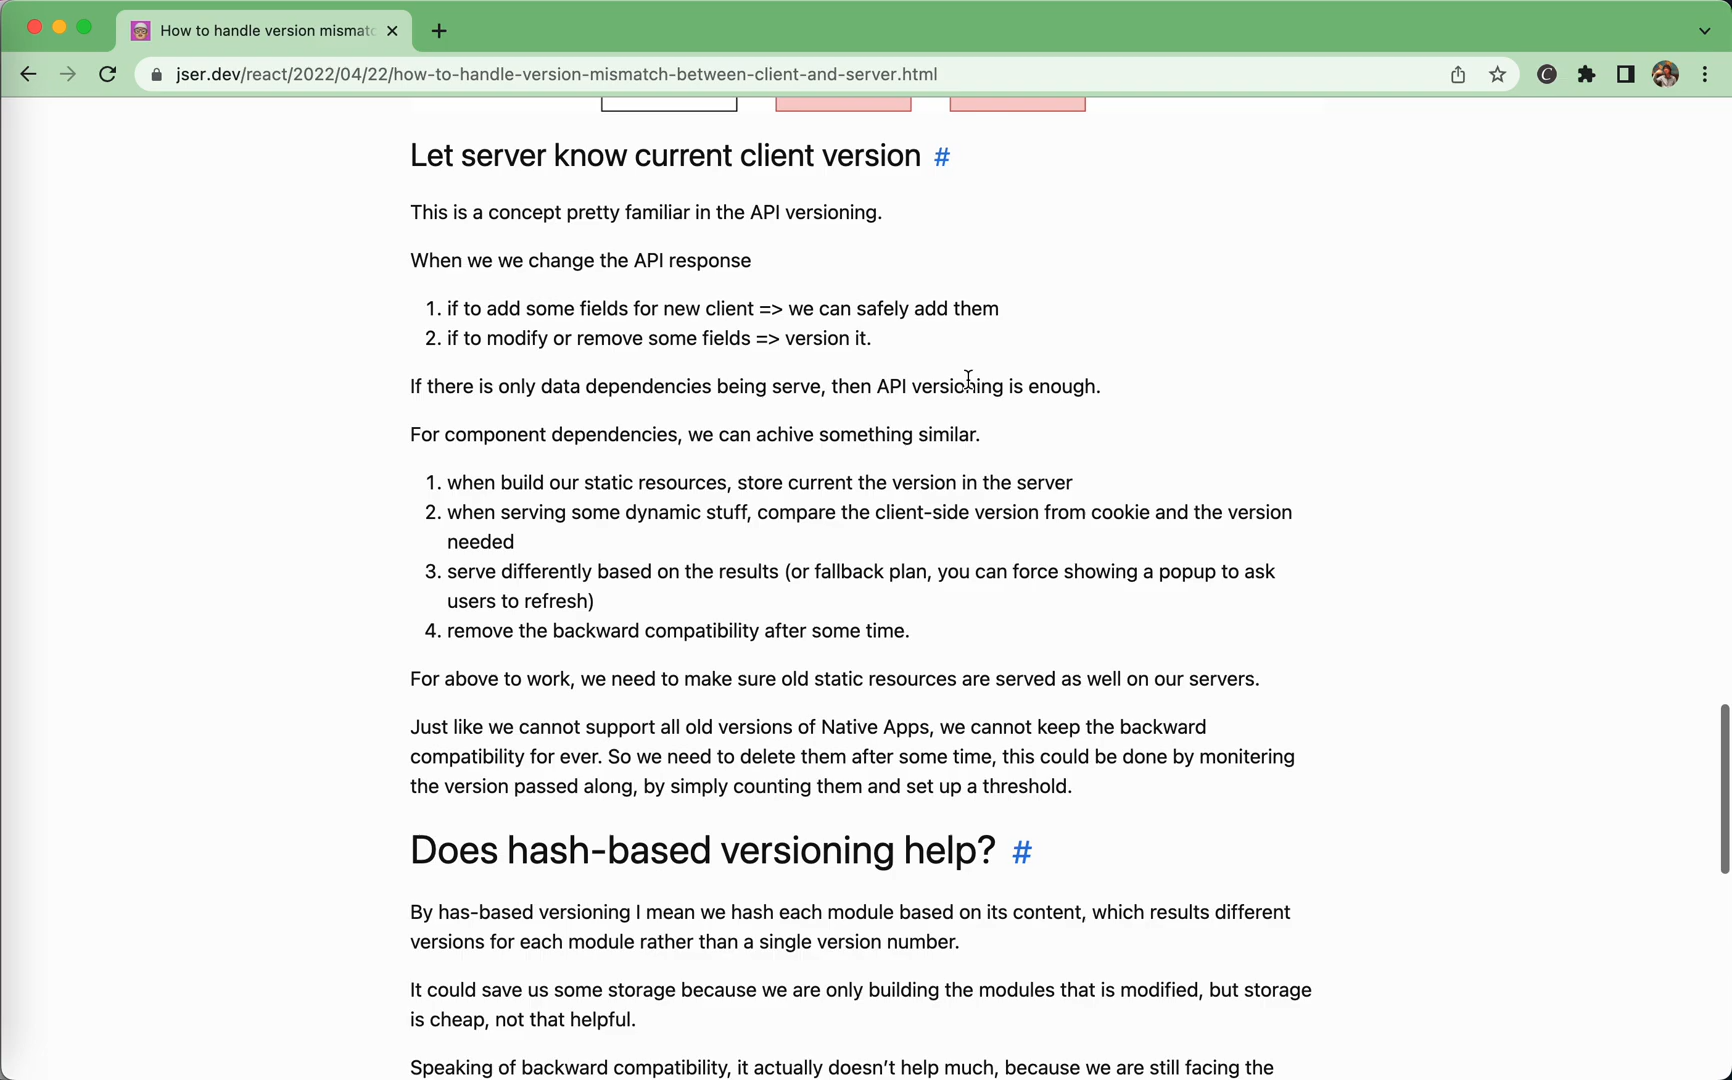 How to handle version mismatc
jser.dev/react/2022/04/22/how-to-handle-version-mismatch-between-client-and-server.html
Let server know current client version #
This is a concept pretty familiar in the API versioning.
When we we change the API response
1. if to add some fields for new client => we can safely add them
2. if to modify or remove some fields => version it.
If there is only data dependencies being serve, then API versioning is enough.
For component dependencies, we can achive something similar.
1. when build our static resources, store current the version in the server
2. when serving some dynamic stuff, compare the client-side version from cookie and the version
needed
3. serve differently based on the results (or fallback plan, you can force showing a popup to ask
users to refresh)
4. remove the backward compatibility after some time.
For above to work, we need to make sure old static resources are served as well on our servers.
Just like we cannot support all old versions of Native Apps, we cannot keep the backward
compatibility for ever. So we need to delete them after some time, this could be done by monitering
the version passed along, by simply counting them and set up a threshold.
Does hash-based versioning help? #
By has-based versioning I mean we hash each module based on its content, which results different
versions for each module rather than a single version number.
It could save us some storage because we are only building the modules that is modified, but storage
is cheap, not that helpful.
Speaking of backward compatibility, it actually doesn't help much, because we are still facing the